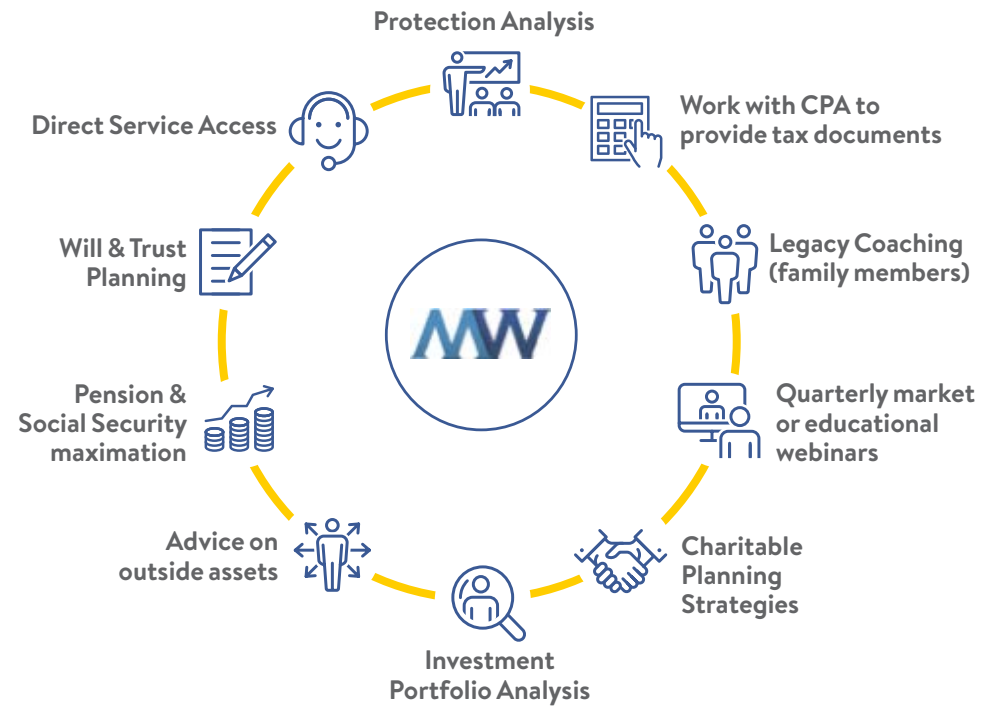 Protection Analysis
Work with CPA to
provide tax documents
Legacy Coaching
(family members)
Quarterly market
or educational
webinars
Charitable
Planning
Strategies
Investment
Portfolio Analysis
Advice on
outside assets
Pension &
Social Security
maximation
Will & Trust
Planning
Direct Service Access
MW